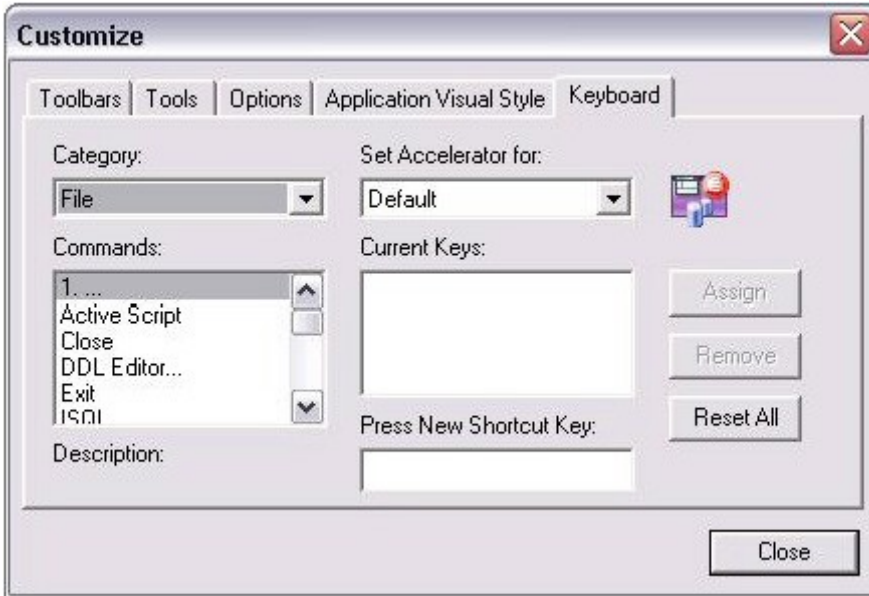 Customize
Toolbars Tools Options Application Visual Style Keyboard
Category: Set Accelerator for:
File Default
Commands: Current Keys:
1. ...
Active Script Assign
Close
DDL Editor... Remove
Exit
ISQL Reset All
Press New Shortcut Key:
Description:
Close